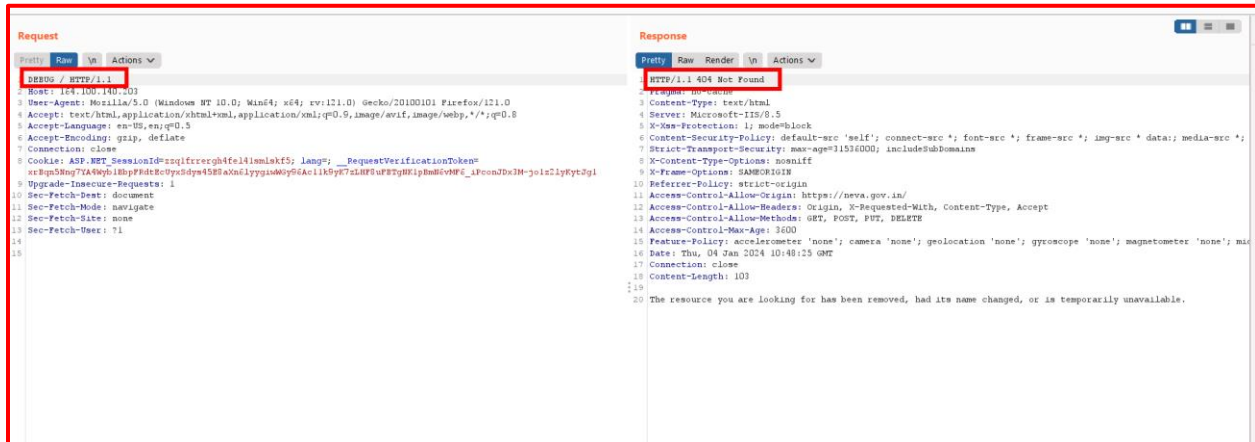 Request
Pretty Raw \n Actions
DEBUG / HTTP/1.1
2 Host: 164.100.140.203
3 User-Agent: Mozilla/5.0 (Windows NT 10.0; Win64; x64; rv:121.0) Gecko/20100101 Firefox/121.0
4 Accept: text/html,application/xhtml+xml,application/xml;q=0.9,image/avif,image/webp,*/*;q=0.8
5 Accept-Language: en-US,en;q=0.5
6 Accept-Encoding: gzip, deflate
7 Connection: close
8 Cookie: ASP.NET_SessionId= lang=; __RequestVerificationToken=
9 Upgrade-Insecure-Requests: 1
10 Sec-Fetch-Dest: document
11 Sec-Fetch-Mode: navigate
12 Sec-Fetch-Site: none
13 Sec-Fetch-User: ?1
14
15
Response
Pretty Raw Render \n Actions
1 HTTP/1.1 404 Not Found
2 Pragma: no-cache
3 Content-Type: text/html
4 Server: Microsoft-IIS/8.5
5 X-Xss-Protection: 1; mode=block
6 Content-Security-Policy: default-src 'self'; connect-src *; font-src *; frame-src *; img-src * data:; media-src *;
7 Strict-Transport-Security: max-age=31536000; includeSubDomains
8 X-Content-Type-Options: nosniff
9 X-Frame-Options: SAMEORIGIN
10 Referrer-Policy: strict-origin
11 Access-Control-Allow-Origin: https://neva.gov.in/
12 Access-Control-Allow-Headers: Origin, X-Requested-With, Content-Type, Accept
13 Access-Control-Allow-Methods: GET, POST, PUT, DELETE
14 Access-Control-Max-Age: 3600
15 Feature-Policy: accelerometer 'none'; camera 'none'; geolocation 'none'; gyroscope 'none'; magnetometer 'none'; mic
16 Date: Thu, 04 Jan 2024 10:48:25 GMT
17 Connection: close
18 Content-Length: 103
19
20 The resource you are looking for has been removed, had its name changed, or is temporarily unavailable.